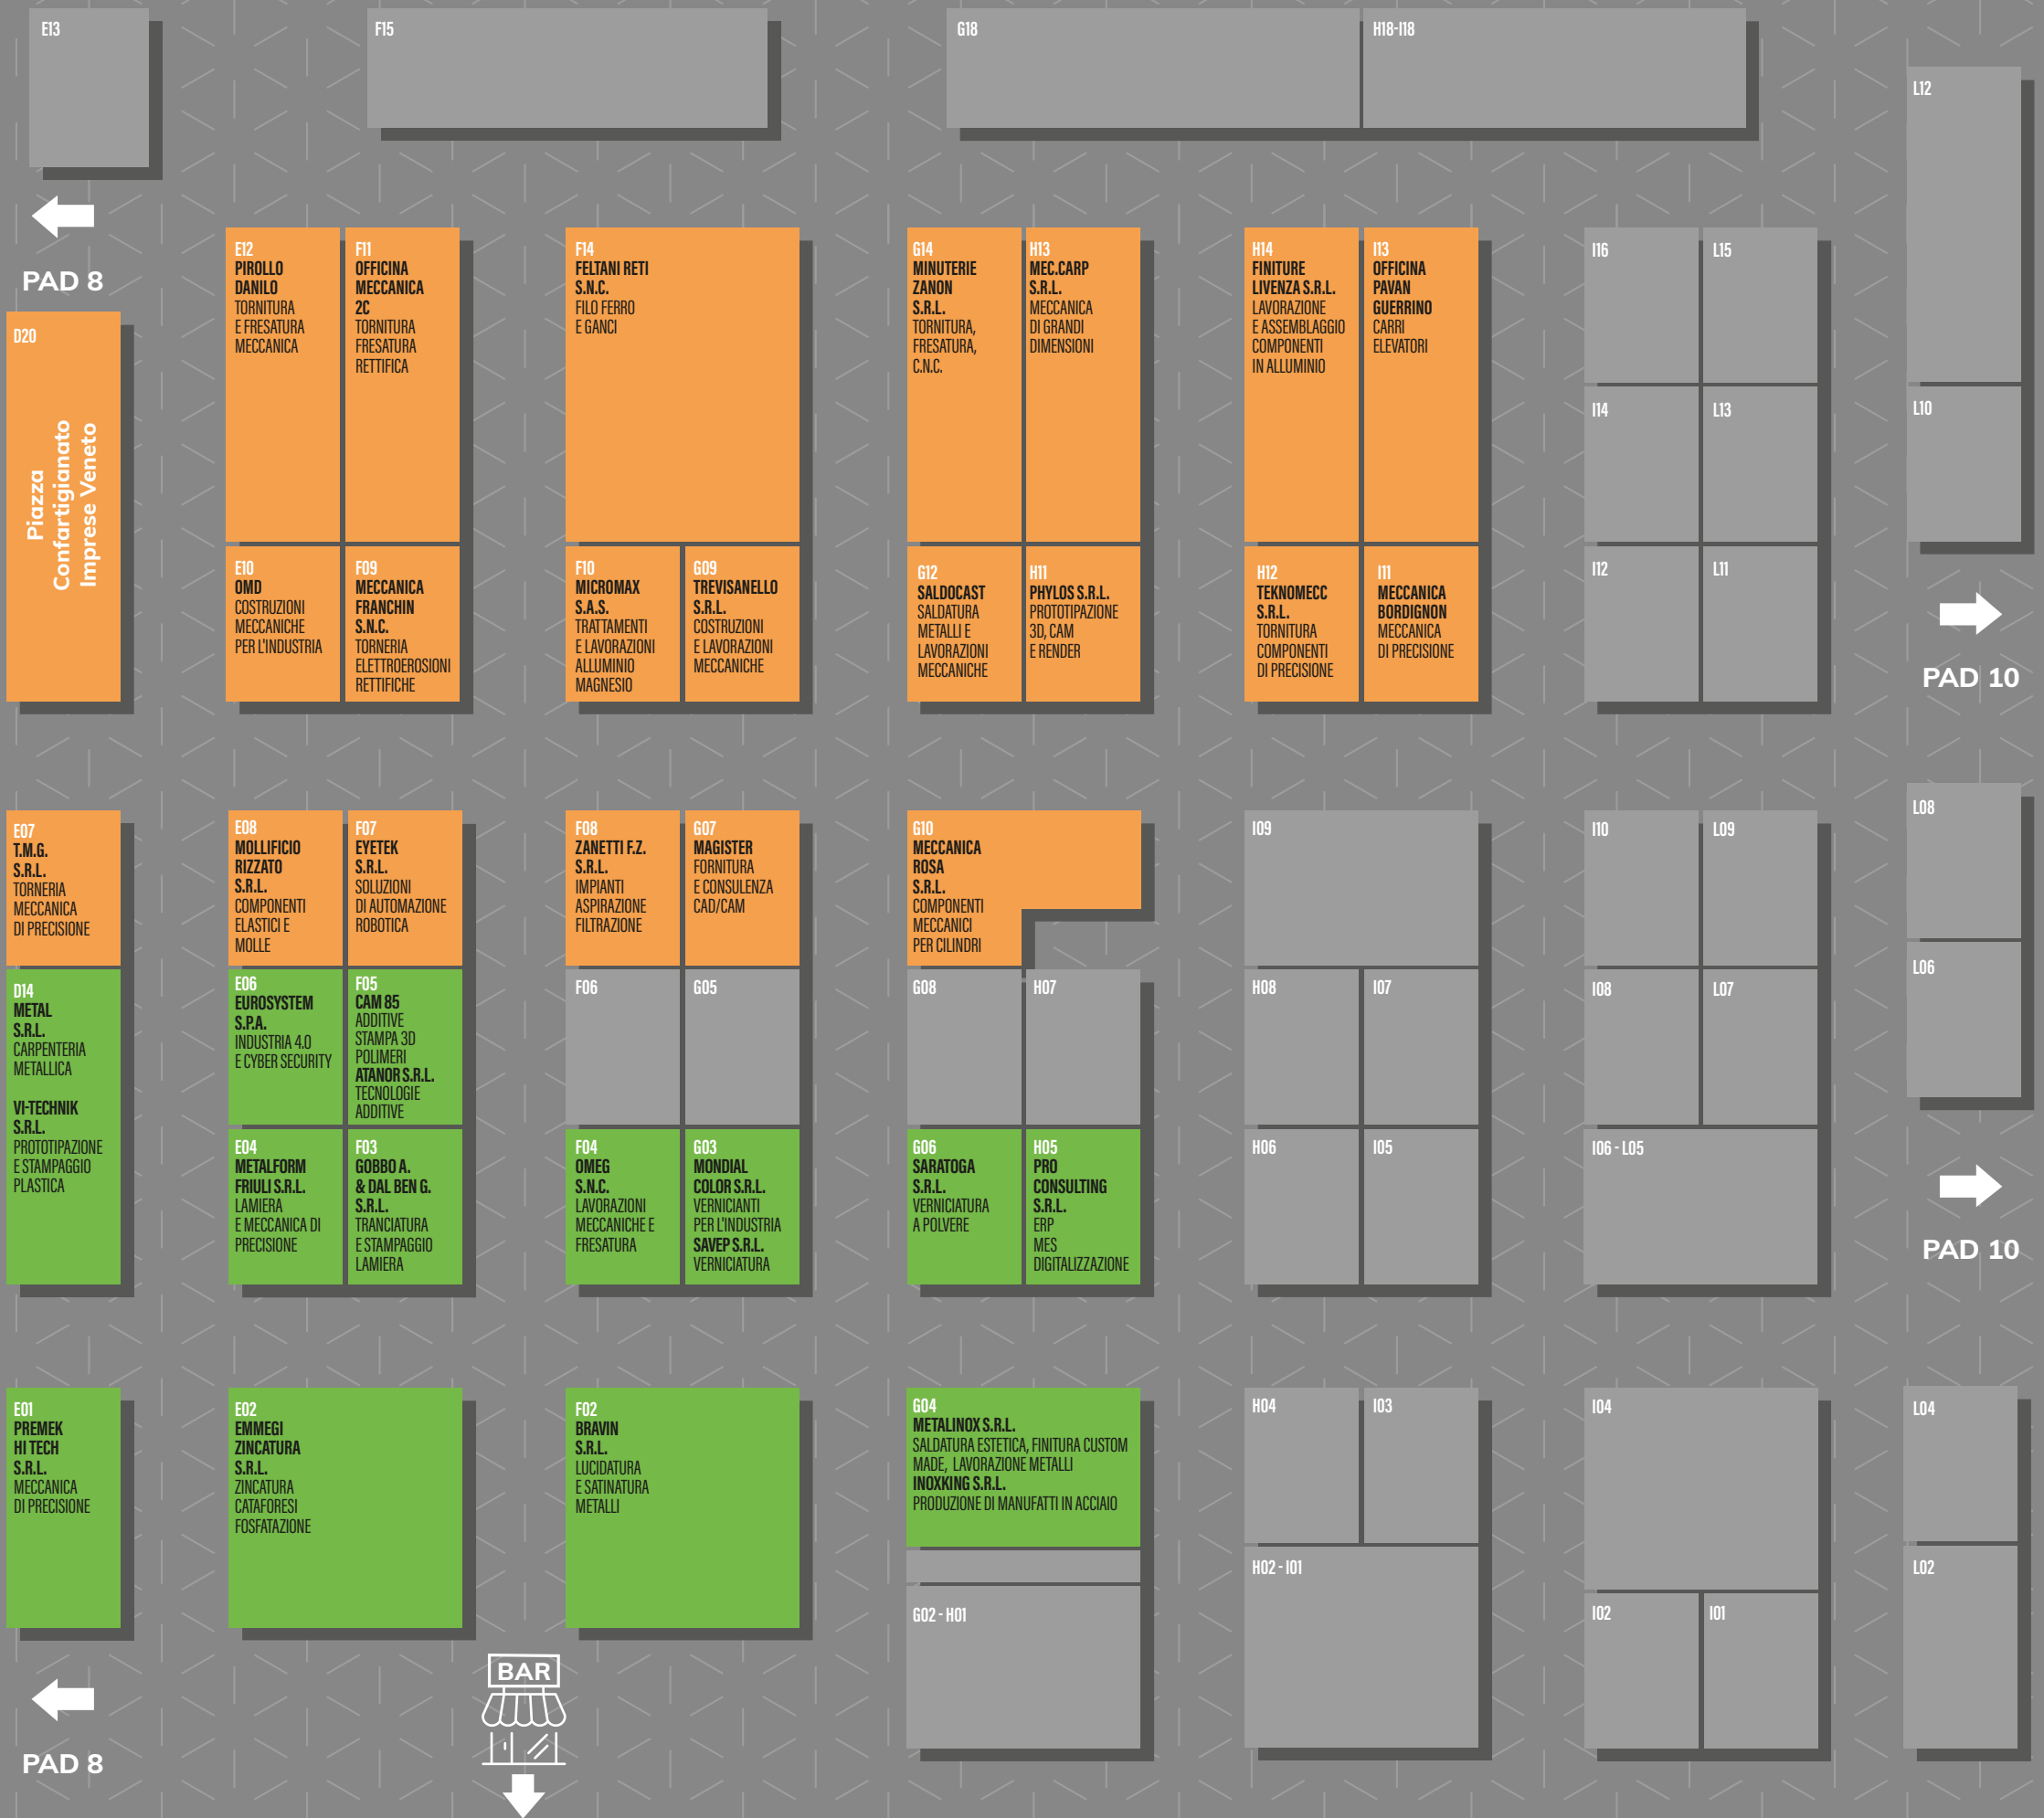 E13
F15
G18
H18-I18
L12
PAD 8
D20
Piazza
Confartigianato
Imprese Veneto
E12
PIROLLO
DANILO
TORNITURA
E FRESATURA
MECCANICA
F11
OFFICINA
MECCANICA
2C
TORNITURA
FRESATURA
RETTIFICA
F14
FELTANI RETI
S.N.C.
FILO FERRO
E GANCI
G14
MINUTERIE
ZANON
S.R.L.
TORNITURA,
FRESATURA,
C.N.C.
H13
MEC.CARP
S.R.L.
MECCANICA
DI GRANDI
DIMENSIONI
H14
FINITURE
LIVENZA S.R.L.
LAVORAZIONE
E ASSEMBLAGGIO
COMPONENTI
IN ALLUMINIO
I13
OFFICINA
PAVAN
GUERRINO
CARRI
ELEVATORI
I16
L15
I14
L13
L10
I12
L11
E10
OMD
COSTRUZIONI
MECCANICHE
PER L'INDUSTRIA
F09
MECCANICA
FRANCHIN
S.N.C.
TORNERIA
ELETTROEROSIONI
RETTIFICHE
F10
MICROMAX
S.A.S.
TRATTAMENTI
E LAVORAZIONI
ALLUMINIO
MAGNESIO
G09
TREVISANELLO
S.R.L.
COSTRUZIONI
E LAVORAZIONI
MECCANICHE
G12
SALDOCAST
SALDATURA
METALLI E
LAVORAZIONI
MECCANICHE
H11
PHYLOS S.R.L.
PROTOTIPAZIONE
3D, CAM
E RENDER
H12
TEKNOMECC
S.R.L.
TORNITURA
COMPONENTI
DI PRECISIONE
I11
MECCANICA
BORDIGNON
MECCANICA
DI PRECISIONE
PAD 10
E07
T.M.G.
S.R.L.
TORNERIA
MECCANICA
DI PRECISIONE
E08
MOLLIFICIO
RIZZATO
S.R.L.
COMPONENTI
ELASTICI E
MOLLE
F07
EYETEK
S.R.L.
SOLUZIONI
DI AUTOMAZIONE
ROBOTICA
F08
ZANETTI F.Z.
S.R.L.
IMPIANTI
ASPIRAZIONE
FILTRAZIONE
G07
MAGISTER
FORNITURA
E CONSULENZA
CAD/CAM
G10
MECCANICA
ROSA
S.R.L.
COMPONENTI
MECCANICI
PER CILINDRI
I09
I10
L09
L08
D14
METAL
S.R.L.
CARPENTERIA
METALLICA
VI-TECHNIK
S.R.L.
PROTOTIPAZIONE
E STAMPAGGIO
PLASTICA
E06
EUROSYSTEM
S.P.A.
INDUSTRIA 4.0
E CYBER SECURITY
F05
CAM 85
ADDITIVE
STAMPA 3D
POLIMERI
ATANOR S.R.L.
TECNOLOGIE
ADDITIVE
F06
G05
G08
H07
H08
I07
I08
L07
L06
E04
METALFORM
FRIULI S.R.L.
LAMIERA
E MECCANICA DI
PRECISIONE
F03
GOBBO A.
& DAL BEN G.
S.R.L.
TRANCIATURA
E STAMPAGGIO
LAMIERA
F04
OMEG
S.N.C.
LAVORAZIONI
MECCANICHE E
FRESATURA
G03
MONDIAL
COLOR S.R.L.
VERNICIANTI
PER L'INDUSTRIA
SAVEP S.R.L.
VERNICIATURA
G06
SARATOGA
S.R.L.
VERNICIATURA
A POLVERE
H05
PRO
CONSULTING
S.R.L.
ERP
MES
DIGITALIZZAZIONE
H06
I05
I06 - L05
PAD 10
E01
PREMEK
HI TECH
S.R.L.
MECCANICA
DI PRECISIONE
E02
EMMEGI
ZINCATURA
S.R.L.
ZINCATURA
CATAFORESI
FOSFATAZIONE
F02
BRAVIN
S.R.L.
LUCIDATURA
E SATINATURA
METALLI
G04
METALINOX S.R.L.
SALDATURA ESTETICA, FINITURA CUSTOM
MADE, LAVORAZIONE METALLI
INOXKING S.R.L.
PRODUZIONE DI MANUFATTI IN ACCIAIO
H04
I03
I04
L04
G02 - H01
H02 - I01
I02
I01
L02
BAR
PAD 8